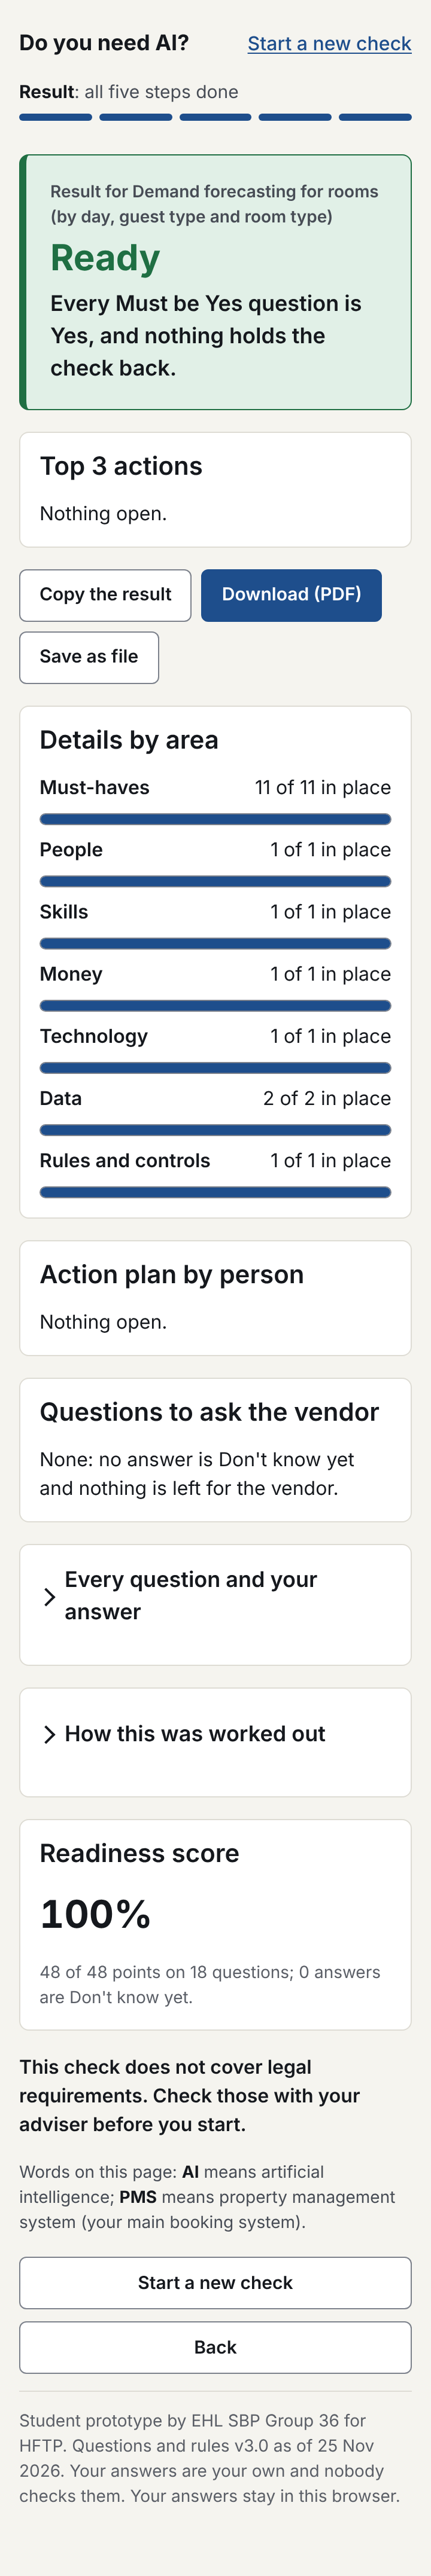 Do you need AI?
Start a new check
Result: all five steps done
Result for Demand forecasting for rooms
(by day, guest type and room type)
Ready
Every Must be Yes question is
Yes, and nothing holds the
check back.
Top 3 actions
Nothing open.
Copy the result
Download (PDF)
Save as file
Details by area
Must-haves 11 of 11 in place
People 1 of 1 in place
Skills 1 of 1 in place
Money 1 of 1 in place
Technology 1 of 1 in place
Data 2 of 2 in place
Rules and controls 1 of 1 in place
Action plan by person
Nothing open.
Questions to ask the vendor
None: no answer is Don't know yet
and nothing is left for the vendor.
Every question and your
answer
How this was worked out
Readiness score
100%
48 of 48 points on 18 questions; 0 answers
are Don't know yet.
This check does not cover legal
requirements. Check those with your
adviser before you start.
Words on this page: AI means artificial
intelligence; PMS means property management
system (your main booking system).
Start a new check
Back
Student prototype by EHL SBP Group 36 for
HFTP. Questions and rules v3.0 as of 25 Nov
2026. Your answers are your own and nobody
checks them. Your answers stay in this browser.